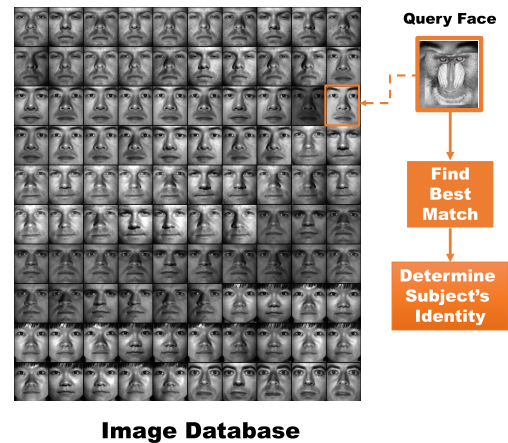 Query Face
Find
Best
Match
Determine
Subject's
Identity
Image Database